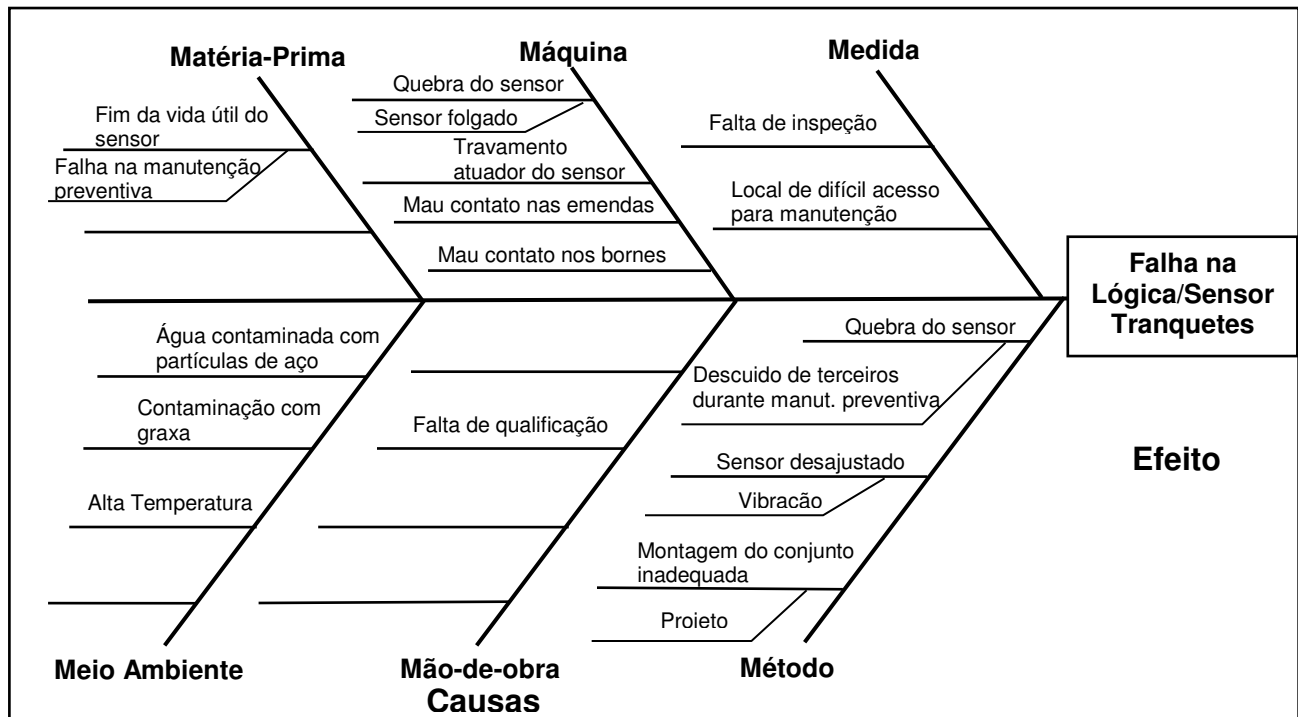 Matéria-Prima
Máquina
Medida
Fim da vida útil do
sensor
Falha na manutenção
preventiva
Quebra do sensor
Sensor folgado
Travamento
atuador do sensor
Mau contato nas emendas
Mau contato nos bornes
Falta de inspeção
Local de difícil acesso
para manutenção
Falha na
Lógica/Sensor
Tranquetes
Água contaminada com
partículas de aço
Contaminação com
graxa
Alta Temperatura
Falta de qualificação
Quebra do sensor
Descuido de terceiros
durante manut. preventiva
Sensor desajustado
Vibracão
Montagem do conjunto
inadequada
Proieto
Efeito
Meio Ambiente
Mão-de-obra
Método
Causas